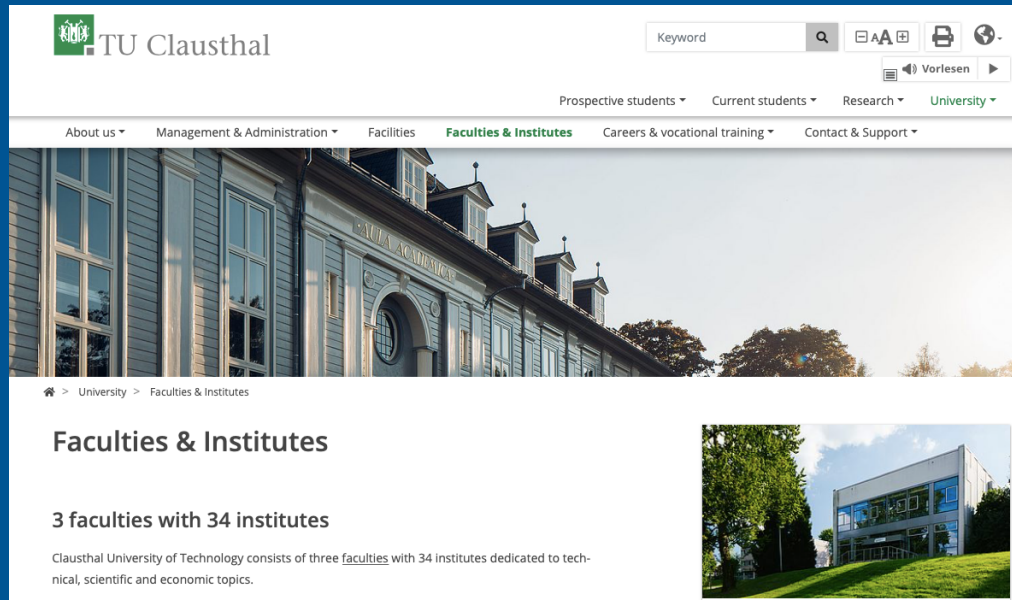 TU Clausthal
Keyword
AA
Vorlesen
Prospective students Current students Research University
About us Management & Administration Facilities Faculties & Institutes Careers & vocational training Contact & Support
AULA ACADEMICA
> University > Faculties & Institutes
Faculties & Institutes
3 faculties with 34 institutes
Clausthal University of Technology consists of three faculties with 34 institutes dedicated to tech-
nical, scientific and economic topics.